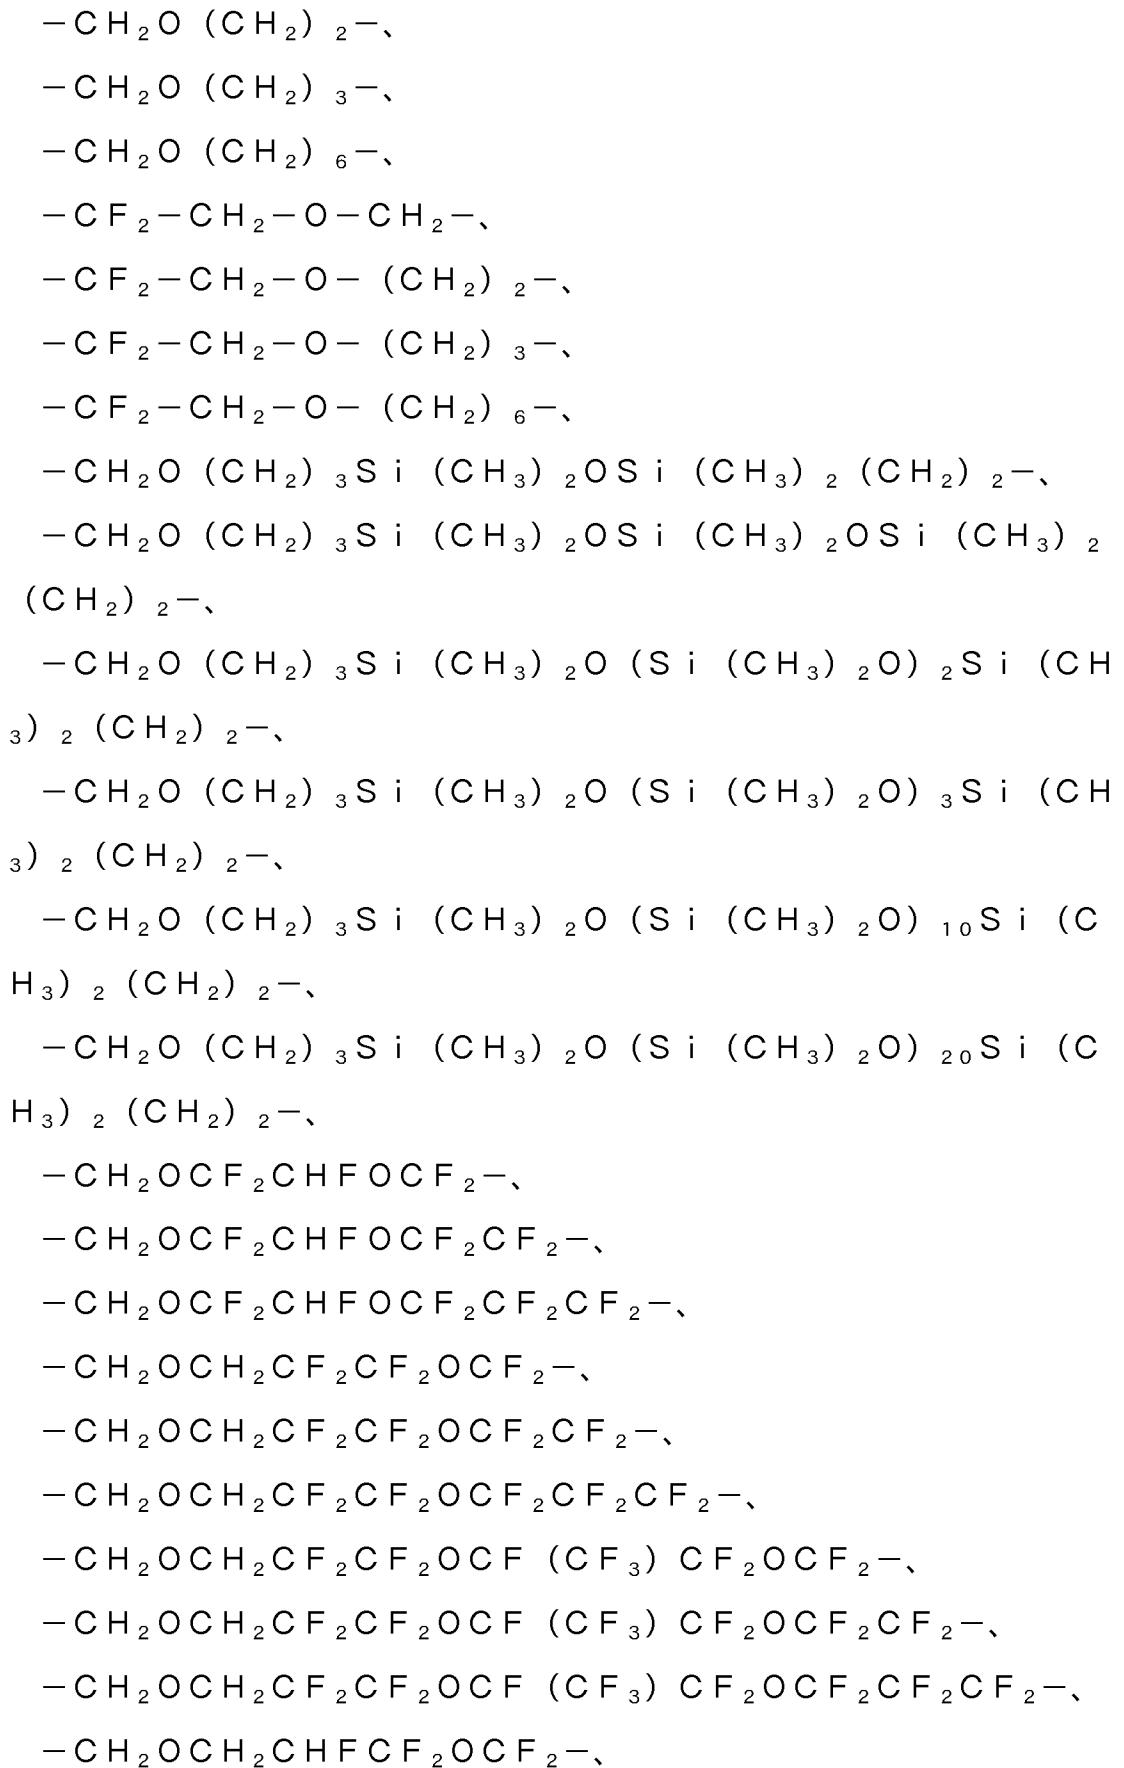 －ＣＨ₂Ｏ（ＣＨ₂）₂－、
－ＣＨ₂Ｏ（ＣＨ₂）₃－、
－ＣＨ₂Ｏ（ＣＨ₂）₆－、
－ＣＦ₂－ＣＨ₂－Ｏ－ＣＨ₂－、
－ＣＦ₂－ＣＨ₂－Ｏ－（ＣＨ₂）₂－、
－ＣＦ₂－ＣＨ₂－Ｏ－（ＣＨ₂）₃－、
－ＣＦ₂－ＣＨ₂－Ｏ－（ＣＨ₂）₆－、
－ＣＨ₂Ｏ（ＣＨ₂）₃Ｓｉ（ＣＨ₃）₂ＯＳｉ（ＣＨ₃）₂（ＣＨ₂）₂－、
－ＣＨ₂Ｏ（ＣＨ₂）₃Ｓｉ（ＣＨ₃）₂ＯＳｉ（ＣＨ₃）₂ＯＳｉ（ＣＨ₃）₂
（ＣＨ₂）₂－、
－ＣＨ₂Ｏ（ＣＨ₂）₃Ｓｉ（ＣＨ₃）₂Ｏ（Ｓｉ（ＣＨ₃）₂Ｏ）₂Ｓｉ（ＣＨ
₃）₂（ＣＨ₂）₂－、
－ＣＨ₂Ｏ（ＣＨ₂）₃Ｓｉ（ＣＨ₃）₂Ｏ（Ｓｉ（ＣＨ₃）₂Ｏ）₃Ｓｉ（ＣＨ
₃）₂（ＣＨ₂）₂－、
－ＣＨ₂Ｏ（ＣＨ₂）₃Ｓｉ（ＣＨ₃）₂Ｏ（Ｓｉ（ＣＨ₃）₂Ｏ）₁₀Ｓｉ（Ｃ
Ｈ₃）₂（ＣＨ₂）₂－、
－ＣＨ₂Ｏ（ＣＨ₂）₃Ｓｉ（ＣＨ₃）₂Ｏ（Ｓｉ（ＣＨ₃）₂Ｏ）₂₀Ｓｉ（Ｃ
Ｈ₃）₂（ＣＨ₂）₂－、
－ＣＨ₂ＯＣＦ₂ＣＨＦＯＣＦ₂－、
－ＣＨ₂ＯＣＦ₂ＣＨＦＯＣＦ₂ＣＦ₂－、
－ＣＨ₂ＯＣＦ₂ＣＨＦＯＣＦ₂ＣＦ₂ＣＦ₂－、
－ＣＨ₂ＯＣＨ₂ＣＦ₂ＣＦ₂ＯＣＦ₂－、
－ＣＨ₂ＯＣＨ₂ＣＦ₂ＣＦ₂ＯＣＦ₂ＣＦ₂－、
－ＣＨ₂ＯＣＨ₂ＣＦ₂ＣＦ₂ＯＣＦ₂ＣＦ₂ＣＦ₂－、
－ＣＨ₂ＯＣＨ₂ＣＦ₂ＣＦ₂ＯＣＦ（ＣＦ₃）ＣＦ₂ＯＣＦ₂－、
－ＣＨ₂ＯＣＨ₂ＣＦ₂ＣＦ₂ＯＣＦ（ＣＦ₃）ＣＦ₂ＯＣＦ₂ＣＦ₂－、
－ＣＨ₂ＯＣＨ₂ＣＦ₂ＣＦ₂ＯＣＦ（ＣＦ₃）ＣＦ₂ＯＣＦ₂ＣＦ₂ＣＦ₂－、
－ＣＨ₂ＯＣＨ₂ＣＨＦＣＦ₂ＯＣＦ₂－、